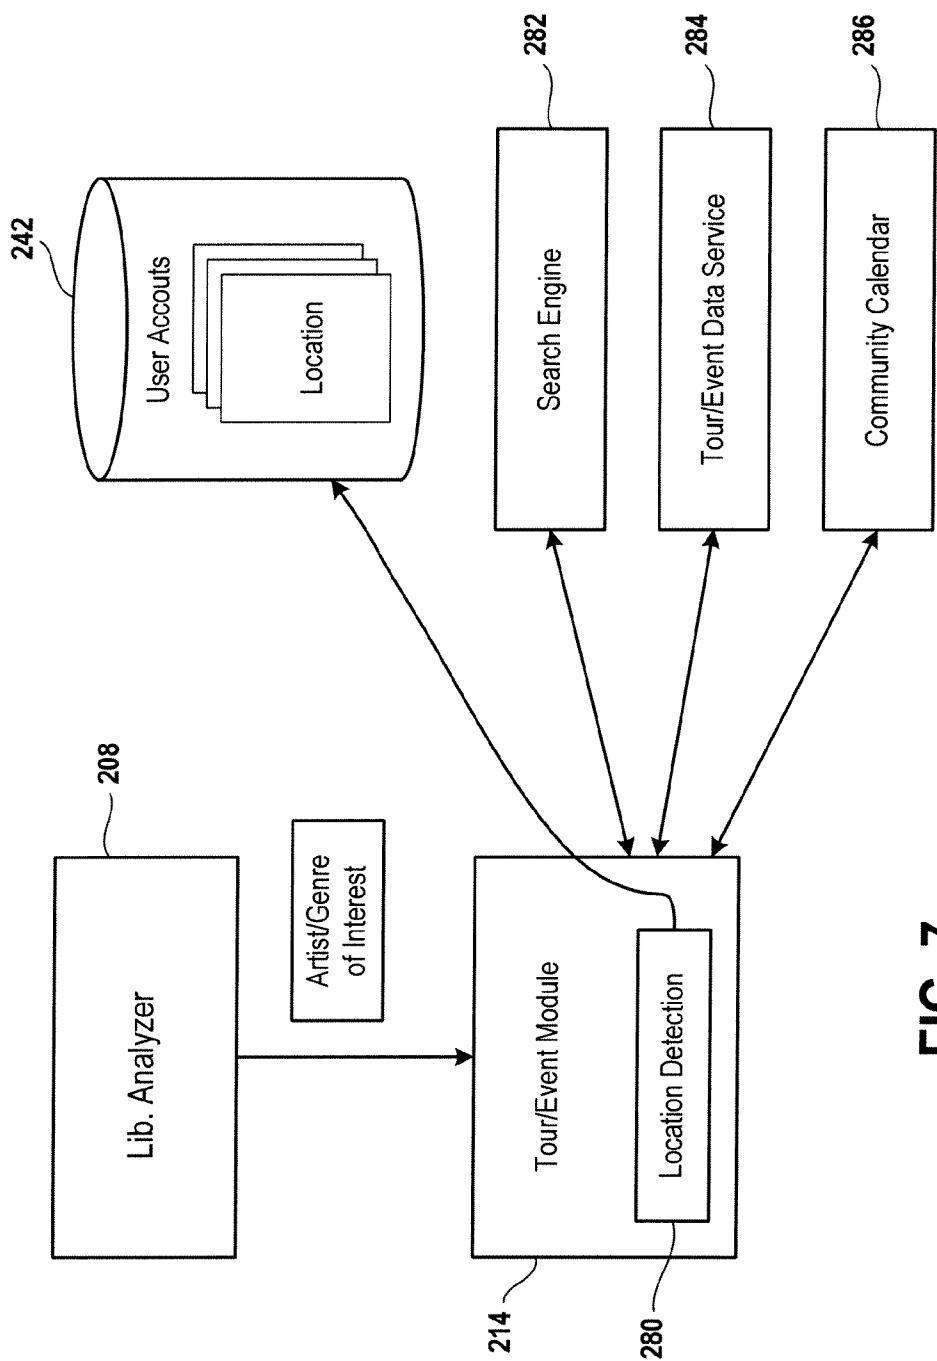 242
User Accouts
Location
208
Lib. Analyzer
Artist/Genre
of Interest
214
Tour/Event Module
Location Detection
280
282
Search Engine
284
Tour/Event Data Service
286
Community Calendar
FIG. 7